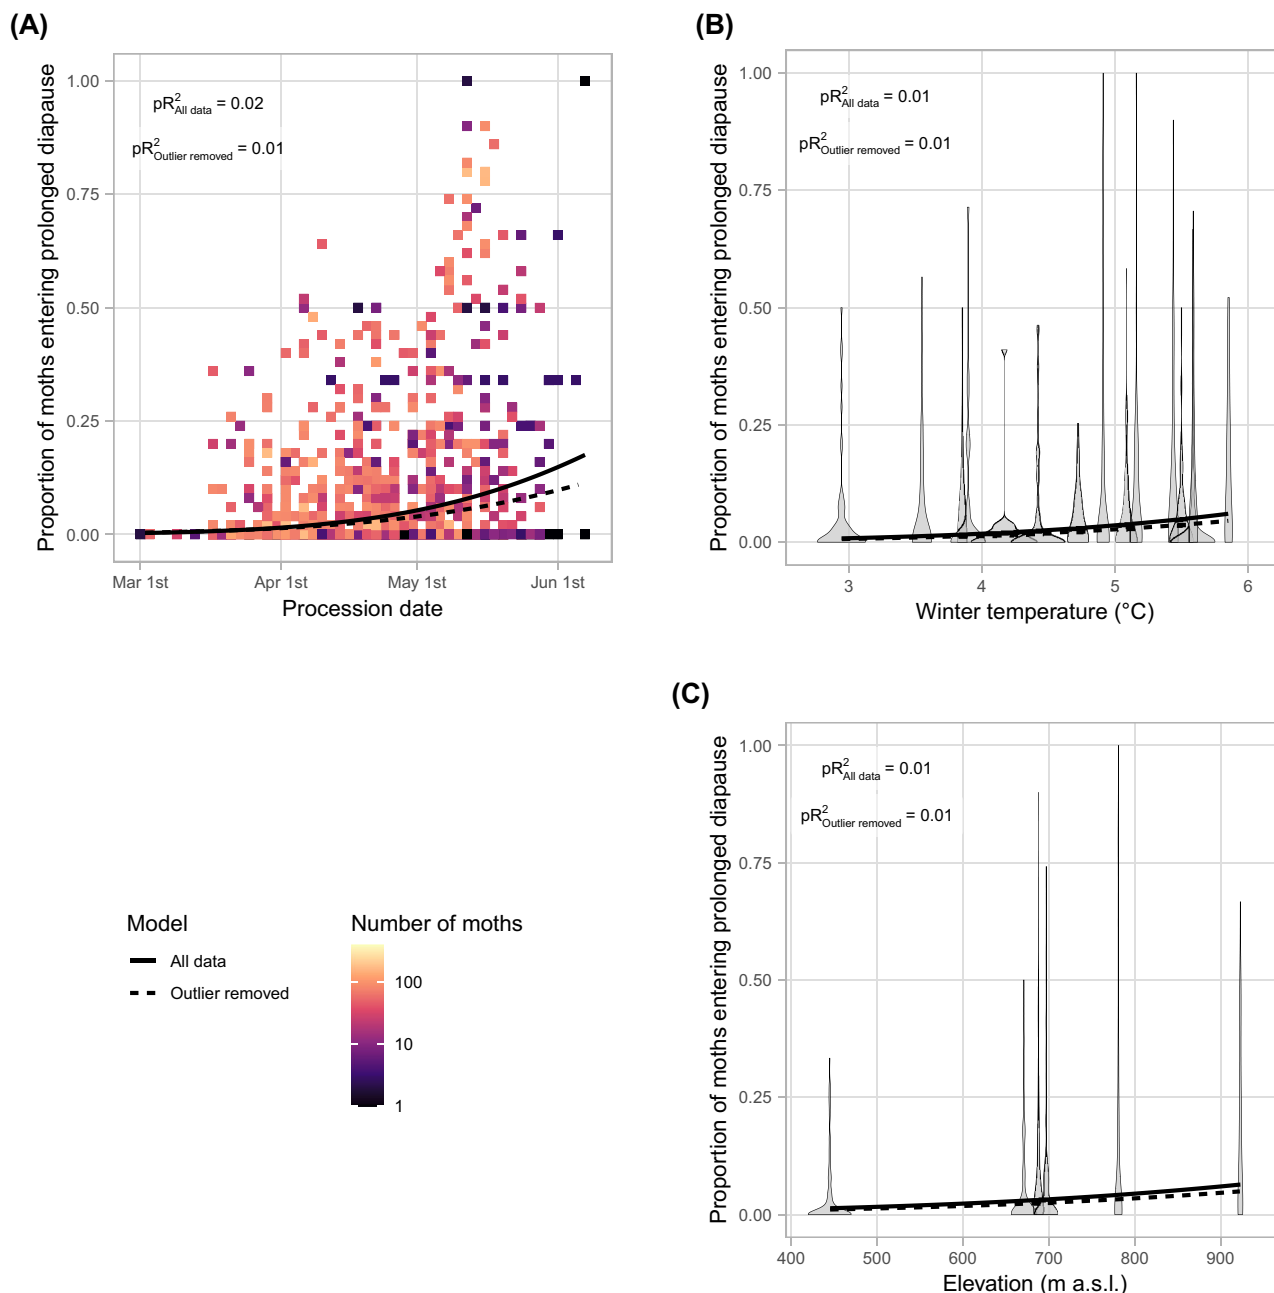 (A)
Proportion of moths entering prolonged diapause
1.00
0.75
0.50
0.25
0.00
pR²All data = 0.02
pR²Outlier removed = 0.01
Mar 1st
Apr 1st
May 1st
Jun 1st
Procession date
(B)
Proportion of moths entering prolonged diapause
1.00
0.75
0.50
0.25
0.00
pR²All data = 0.01
pR²Outlier removed = 0.01
3
4
5
6
Winter temperature (°C)
(C)
Proportion of moths entering prolonged diapause
1.00
0.75
0.50
0.25
0.00
pR²All data = 0.01
pR²Outlier removed = 0.01
400
500
600
700
800
900
Elevation (m a.s.l.)
Model
All data
Outlier removed
Number of moths
100
10
1